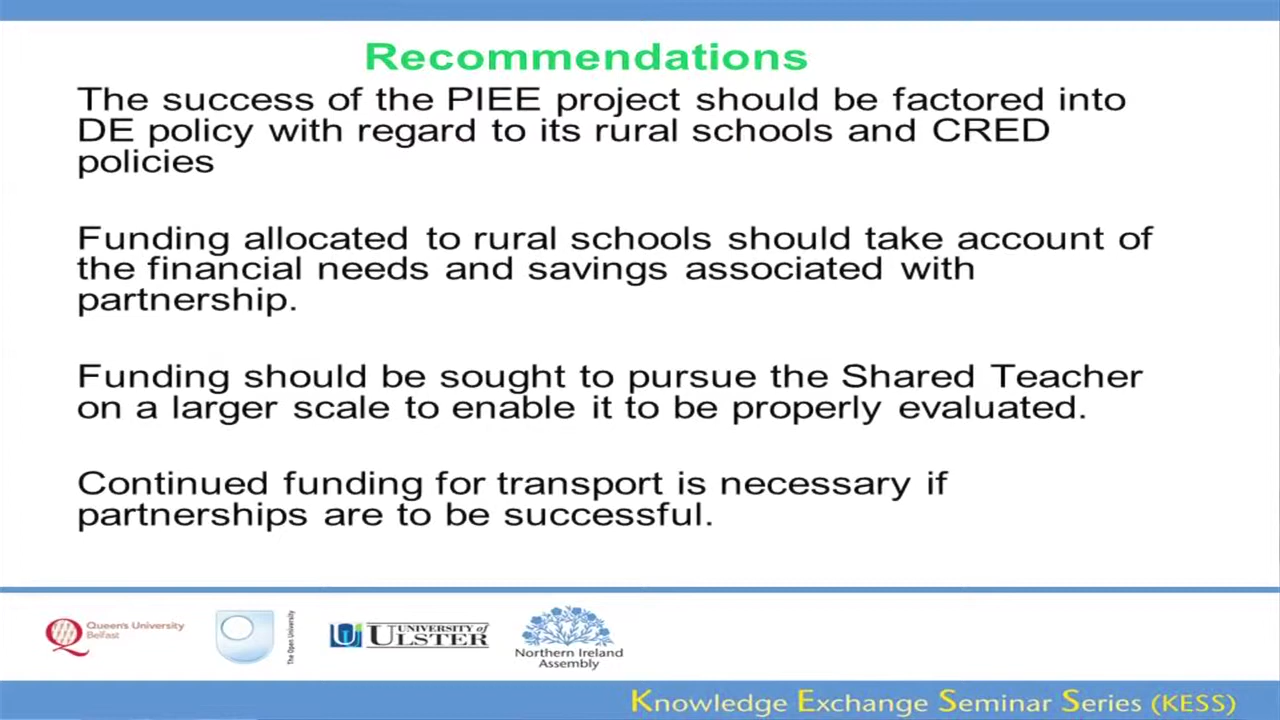 Recommendations
The success of the PIEE project should be factored into
DE policy with regard to its rural schools and CRED
policies
Funding allocated to rural schools should take account of
the financial needs and savings associated with
partnership.
Funding should be sought to pursue the Shared Teacher
on a larger scale to enable it to be properly evaluated.
Continued funding for transport is necessary if
partnerships are to be successful.
Queen's University
Belfast
The Open University
UNIVERSITY of
ULSTER
Northern Ireland
Assembly
Knowledge Exchange Seminar Series (KESS)